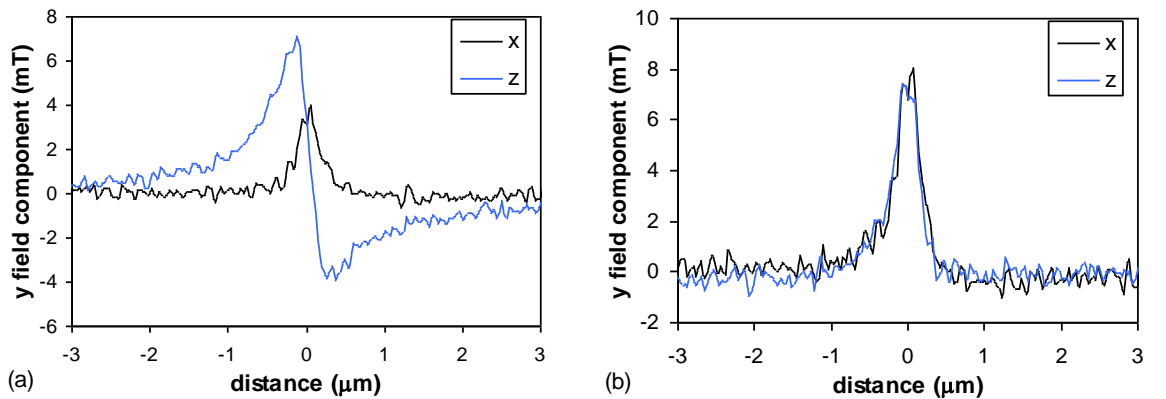 8
6
4
2
0
-2
-4
-6
y field component (mT)
x
z
-3 -2 -1 0 1 2 3
distance (μm)
(a)
10
8
6
4
2
0
-2
y field component (mT)
x
z
-3 -2 -1 0 1 2 3
distance (μm)
(b)